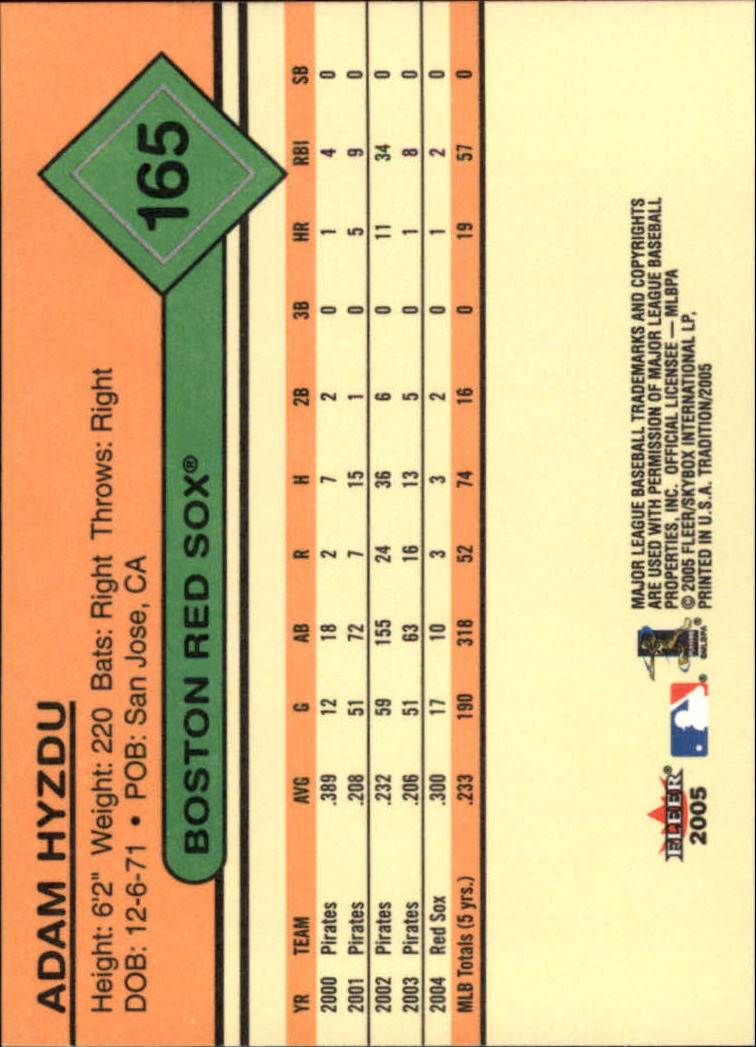 ADAM HYZDU
Height: 6'2" Weight: 220 Bats: Right Throws: Right
DOB: 12-6-71 • POB: San Jose, CA
165
BOSTON RED SOX®
YR TEAM AVG G AB R H 2B 3B HR RBI SB
2000 Pirates .389 12 18 2 7 2 0 1 4 0
2001 Pirates .208 51 72 7 15 1 0 5 9 0
2002 Pirates .232 59 155 24 36 6 0 11 34 0
2003 Pirates .206 51 63 16 13 5 0 1 8 0
2004 Red Sox .300 17 10 3 3 2 0 1 2 0
MLB Totals (5 yrs.) .233 190 318 52 74 16 0 19 57 0
FLEER®
2005
®
®MLBPA
®
MAJOR LEAGUE BASEBALL TRADEMARKS AND COPYRIGHTS
ARE USED WITH PERMISSION OF MAJOR LEAGUE BASEBALL
PROPERTIES, INC. OFFICIAL LICENSEE — MLBPA
© 2005 FLEER/SKYBOX INTERNATIONAL LP,
PRINTED IN U.S.A. TRADITION/2005